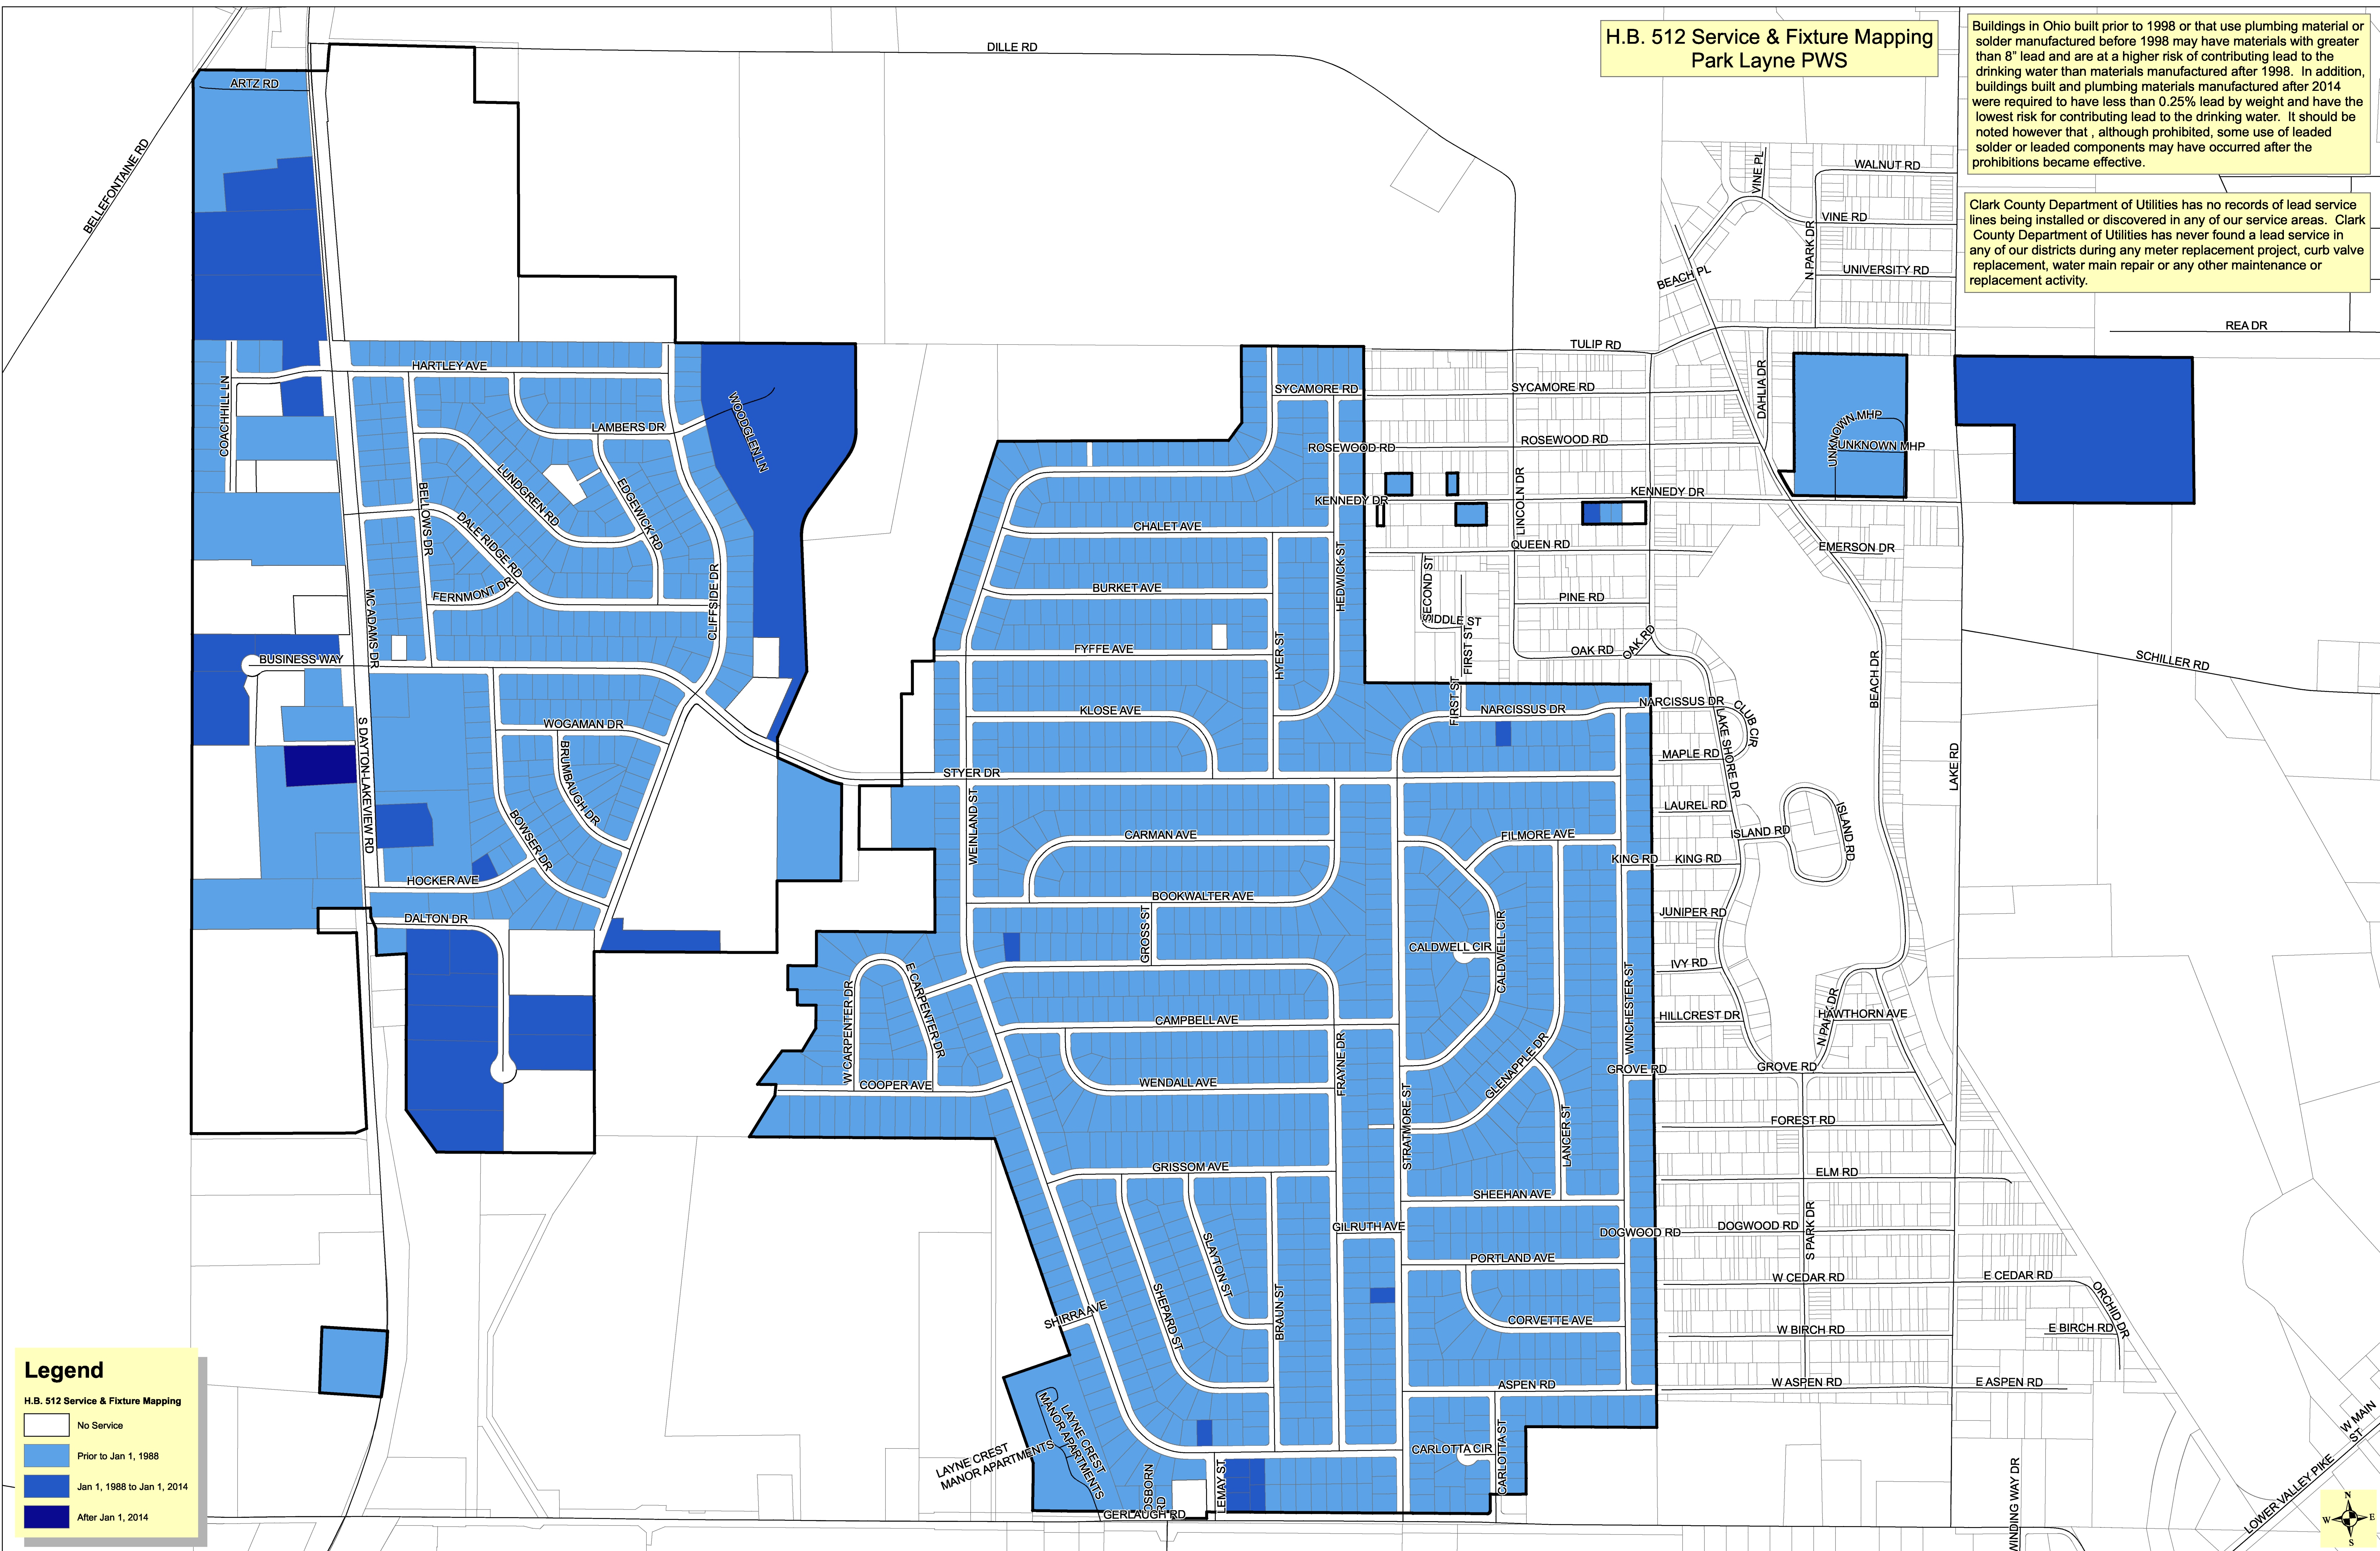 H.B. 512 Service & Fixture Mapping
Park Layne PWS
Buildings in Ohio built prior to 1998 or that use plumbing material or
solder manufactured before 1998 may have materials with greater
than 8” lead and are at a higher risk of contributing lead to the
drinking water than materials manufactured after 1998. In addition,
buildings built and plumbing materials manufactured after 2014
were required to have less than 0.25% lead by weight and have the
lowest risk for contributing lead to the drinking water. It should be
noted however that , although prohibited, some use of leaded
solder or leaded components may have occurred after the
prohibitions became effective.
Clark County Department of Utilities has no records of lead service
lines being installed or discovered in any of our service areas. Clark
County Department of Utilities has never found a lead service in
any of our districts during any meter replacement project, curb valve
replacement, water main repair or any other maintenance or
replacement activity.
DILLE RD
ARTZ RD
BELLEFONTAINE RD
VINE PL
WALNUT RD
VINE RD
N PARK DR
UNIVERSITY RD
BEACH PL
REA DR
TULIP RD
HARTLEY AVE
COACHHILL LN
SYCAMORE RD
SYCAMORE RD
DAHLIA DR
WOODGLEN LN
LAMBERS DR
ROSEWOOD RD
ROSEWOOD RD
UNKNOWN MHP
UNKNOWN MHP
LUNDGREN RD
EDGEWICK RD
BELLOWS DR
DALE RIDGE RD
KENNEDY DR
KENNEDY DR
LINCOLN DR
CHALET AVE
QUEEN RD
EMERSON DR
HEDWICK ST
SECOND ST
BURKET AVE
FERNMONT DR
CLIFFSIDE DR
MC ADAMS DR
PINE RD
SIDDLE ST
FIRST ST
OAK RD
OAK RD
FYFFE AVE
HYER ST
BUSINESS WAY
SCHILLER RD
BEACH DR
FIRST ST
NARCISSUS DR
NARCISSUS DR
CLUB CIR
KLOSE AVE
WOGAMAN DR
S DAYTON-LAKEVIEW RD
BRUMBAUGH DR
LAKE SHORE DR
MAPLE RD
LAKE RD
STYER DR
WEINLAND ST
LAUREL RD
ISLAND RD
ISLAND RD
BOWSER DR
CARMAN AVE
FILMORE AVE
KING RD
KING RD
HOCKER AVE
BOOKWALTER AVE
DALTON DR
GROSS ST
JUNIPER RD
CALDWELL CIR
CALDWELL CIR
IVY RD
E CARPENTER DR
W CARPENTER DR
WINCHESTER ST
N PARK DR
HILLCREST DR
HAWTHORN AVE
CAMPBELL AVE
FRAYNE DR
GLENAPPLE DR
GROVE RD
GROVE RD
COOPER AVE
WENDALL AVE
STRATMORE ST
LANCER ST
FOREST RD
GRISSOM AVE
ELM RD
SHEEHAN AVE
GILRUTH AVE
DOGWOOD RD
DOGWOOD RD
S PARK DR
SLAYTON ST
PORTLAND AVE
W CEDAR RD
E CEDAR RD
SHEPARD ST
BRAUN ST
SHIRRA AVE
CORVETTE AVE
W BIRCH RD
E BIRCH RD
ORCHID DR
ASPEN RD
W ASPEN RD
E ASPEN RD
LAYNE CREST
MANOR APARTMENTS
LAYNE CREST
MANOR APARTMENTS
CARLOTTA CIR
CARLOTTA ST
OSBORN
RD
LEMAY ST
GERLAUGH RD
WINDING WAY DR
LOWER VALLEY PIKE
W MAIN
ST
Legend
H.B. 512 Service & Fixture Mapping
No Service
Prior to Jan 1, 1988
Jan 1, 1988 to Jan 1, 2014
After Jan 1, 2014
N
W
E
S